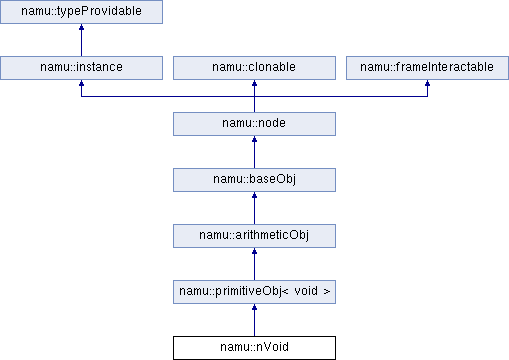 namu::typeProvidable
namu::instance
namu::clonable
namu::frameInteractable
namu::node
namu::baseObj
namu::arithmeticObj
namu::primitiveObj< void >
namu::nVoid